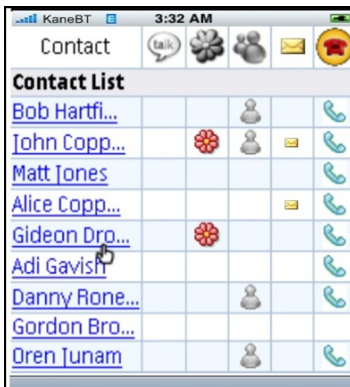 KaneBT 3:32 AM
Contact talk
Contact List
Bob Hartfi...
John Copp...
Matt Jones
Alice Copp...
Gideon Dro...
Adi Gavish
Danny Rone...
Gordon Bro...
Oren Junam